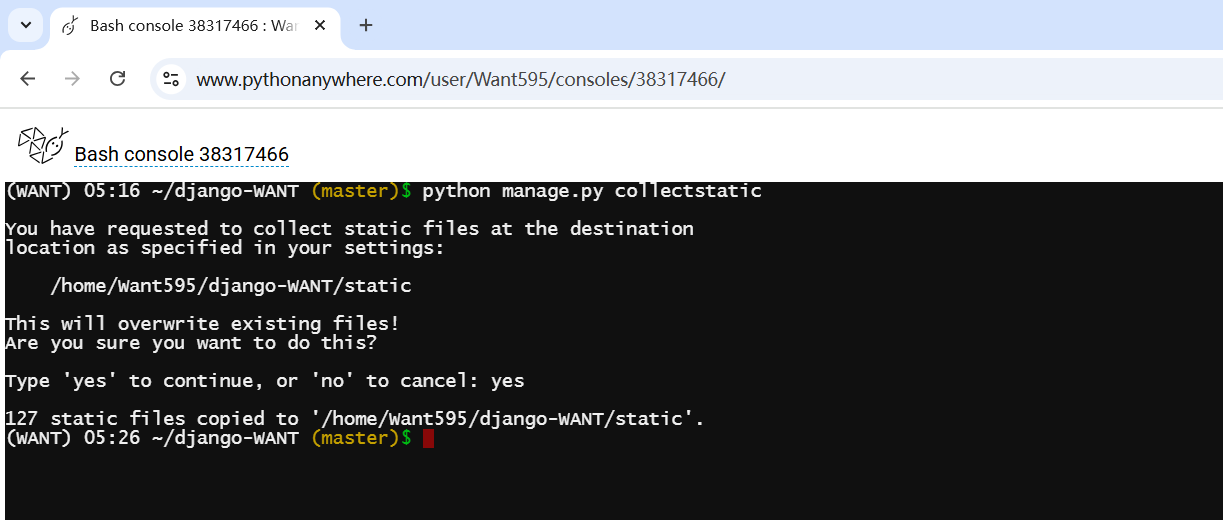 Bash console 38317466 : Wan
www.pythonanywhere.com/user/Want595/consoles/38317466/
Bash console 38317466
(WANT) 05:16 ~/django-WANT (master)$ python manage.py collectstatic
You have requested to collect static files at the destination
location as specified in your settings:
/home/Want595/django-WANT/static
This will overwrite existing files!
Are you sure you want to do this?
Type 'yes' to continue, or 'no' to cancel: yes
127 static files copied to '/home/Want595/django-WANT/static'.
(WANT) 05:26 ~/django-WANT (master)$